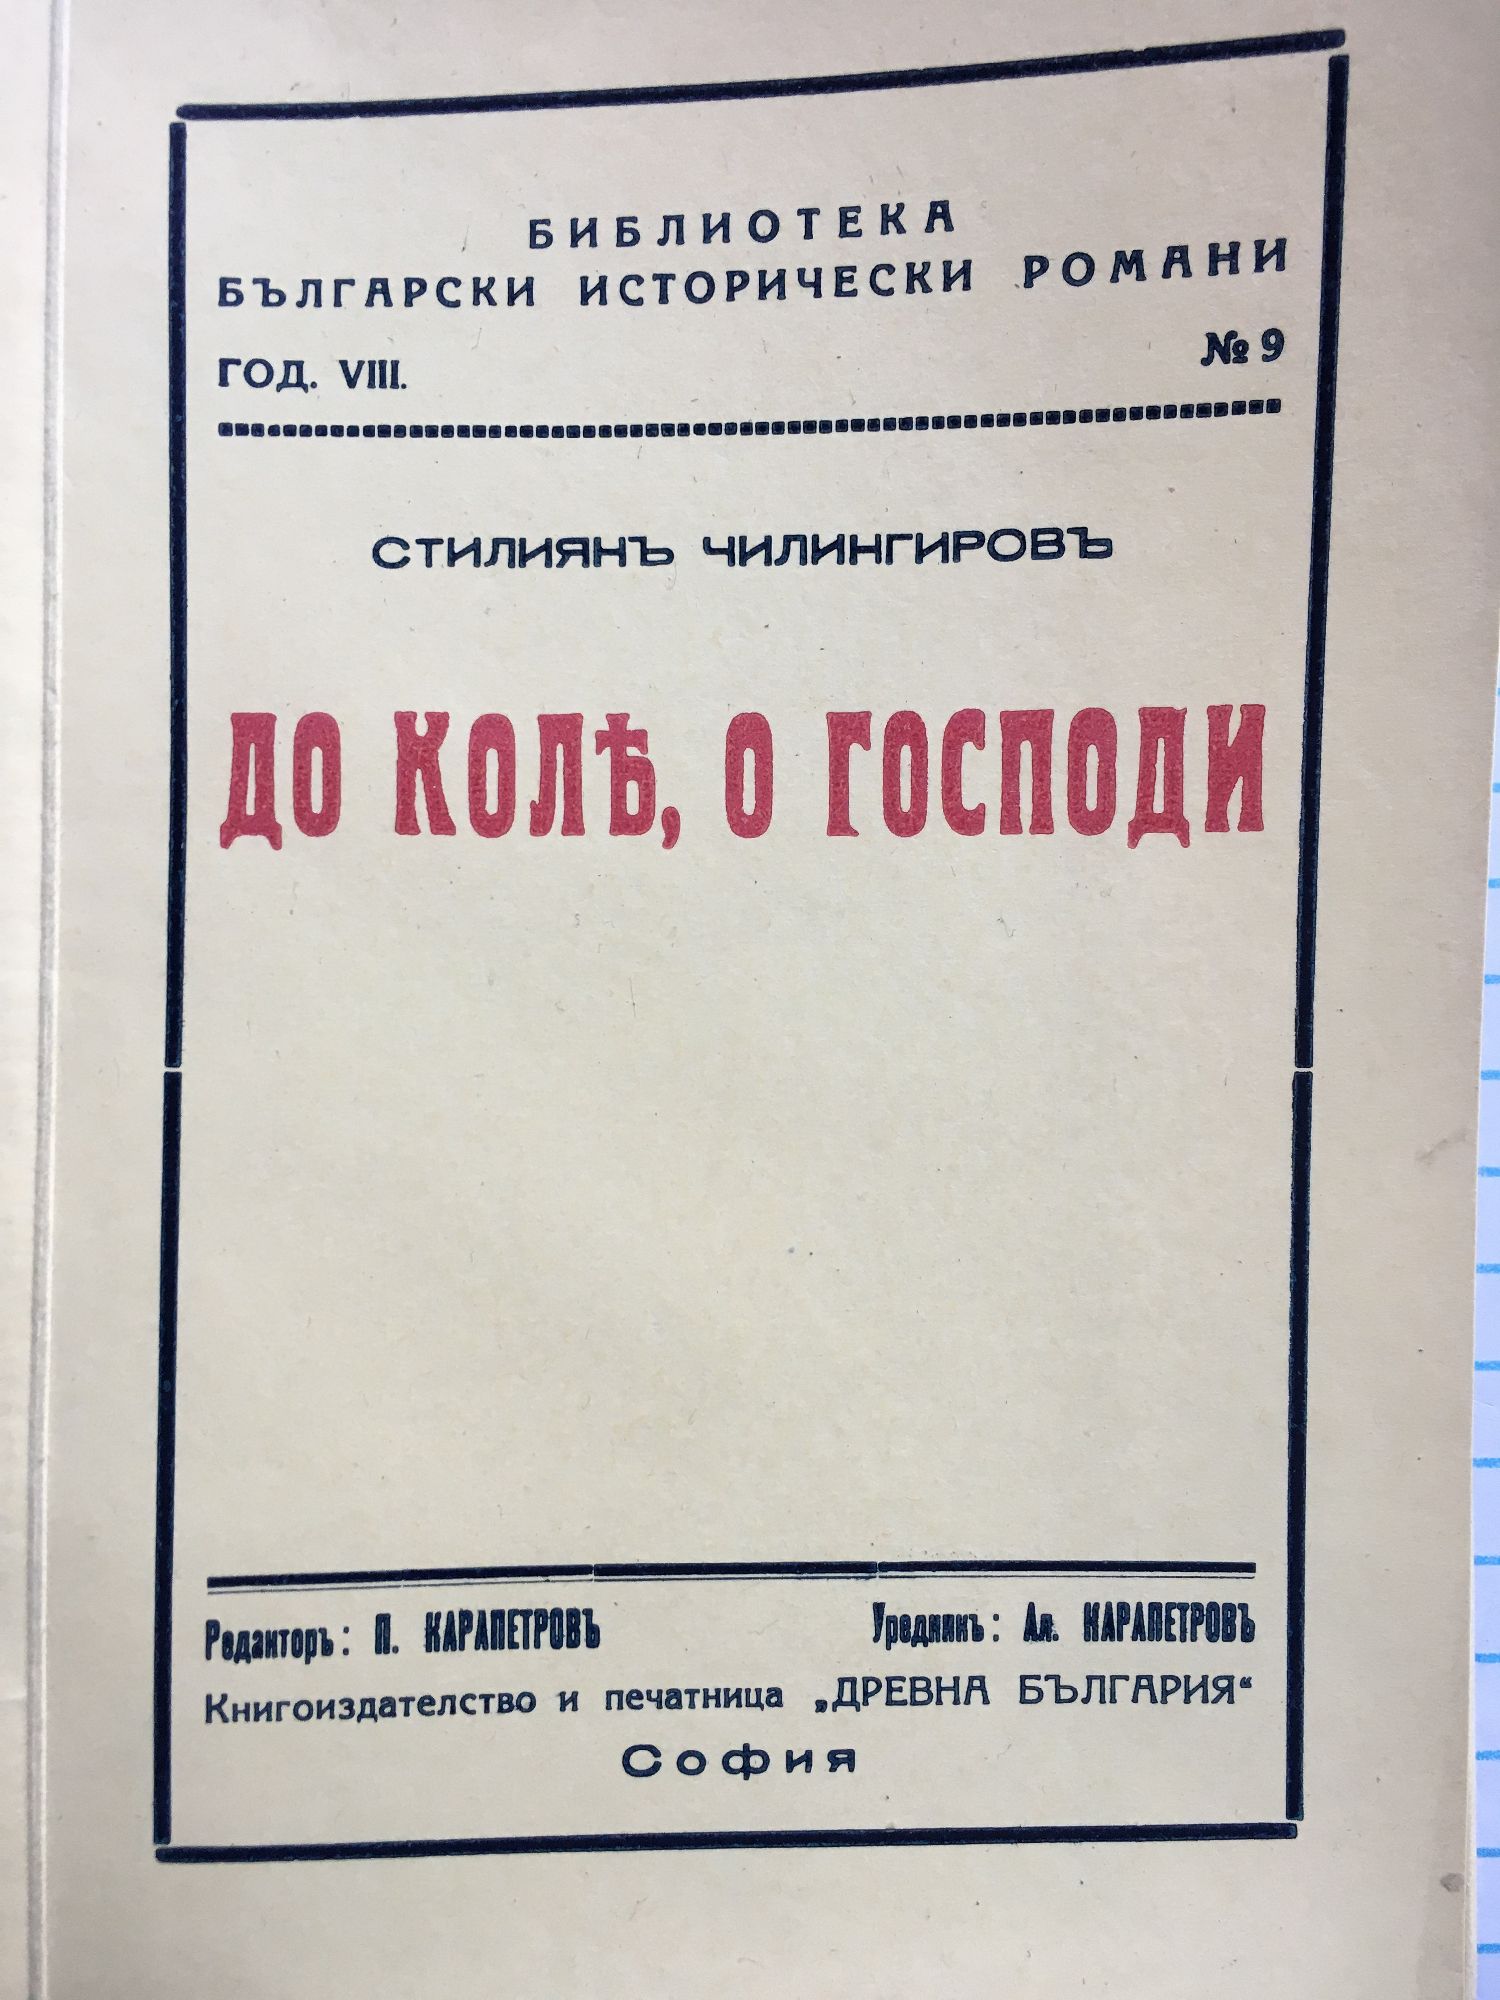 БИБЛИОТЕКА
БЪЛГАРСКИ ИСТОРИЧЕСКИ РОМАНИ
ГОД. VIII. № 9
СТИЛИЯНЪ ЧИЛИНГИРОВЪ
ДО КОЛѢ, О ГОСПОДИ
Редакторъ: П. КАРАПЕТРОВЪ Уредникъ: Ал. КАРАПЕТРОВЪ
Книгоиздателство и печатница „ДРЕВНА БЪЛГАРИЯ“
София